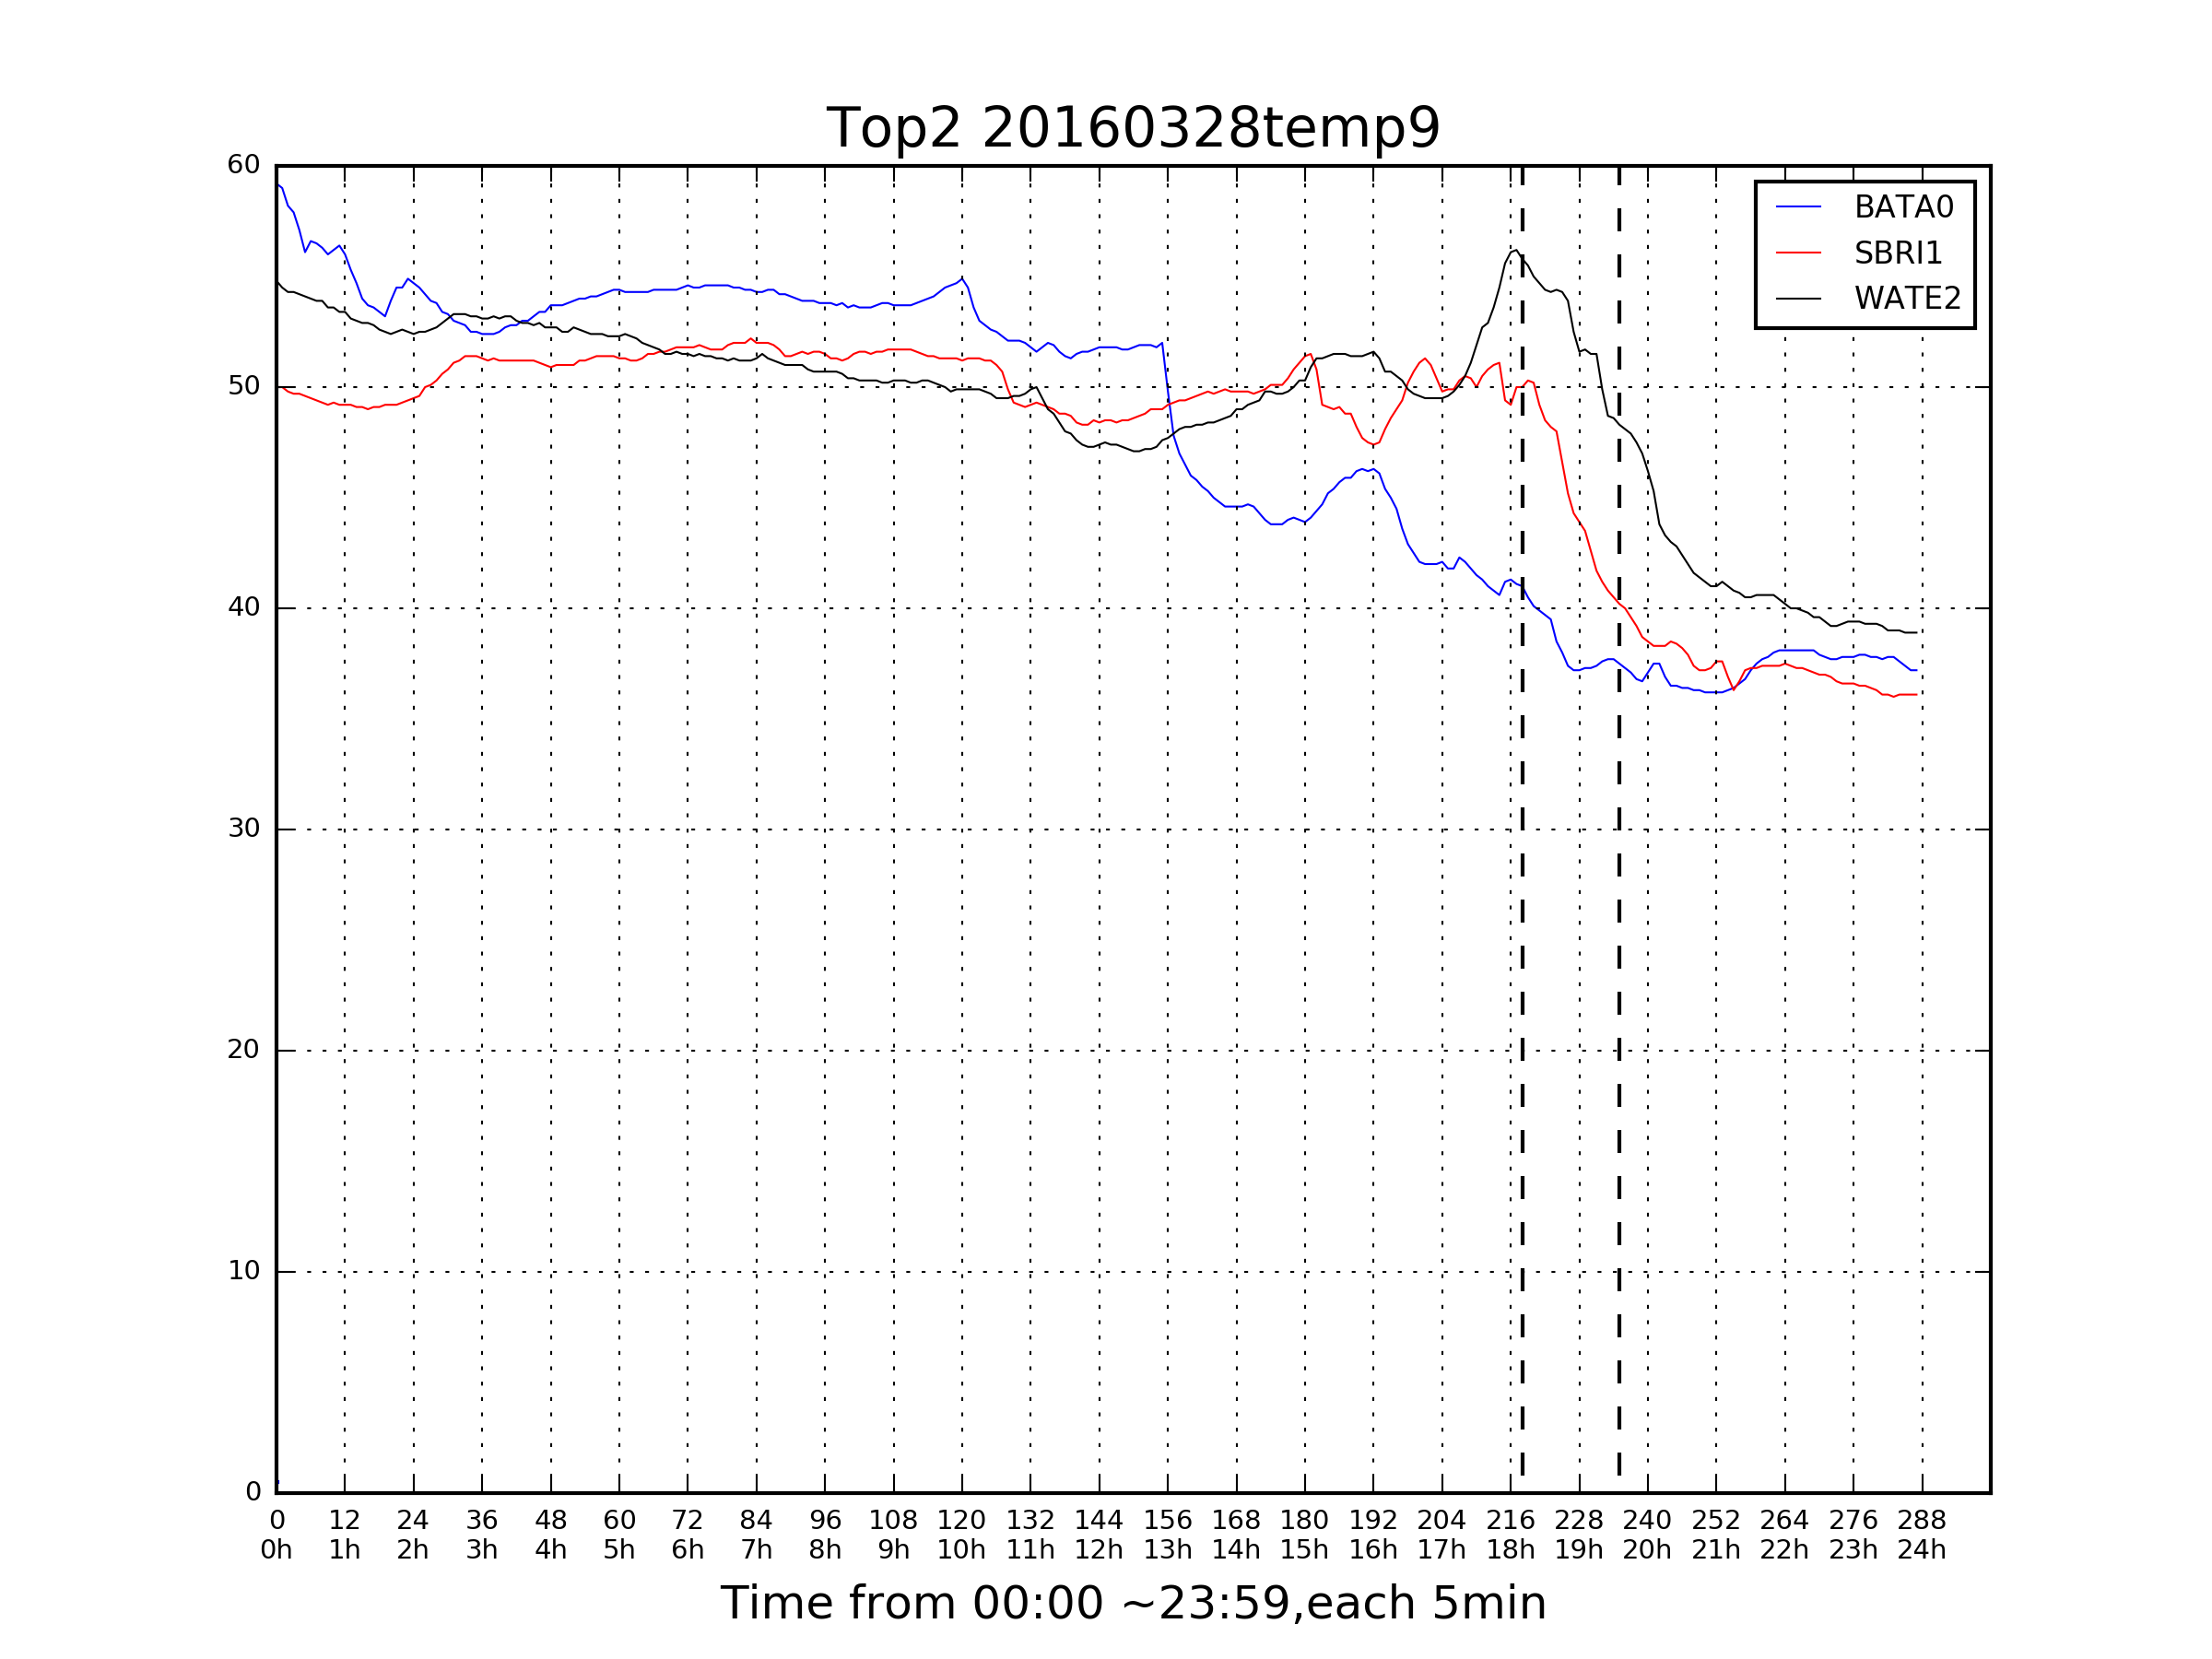 Top2 20160328temp9
60
50
40
30
20
10
0
BATA0
SBRI1
WATE2
0 12 24 36 48 60 72 84 96 108 120 132 144 156 168 180 192 204 216 228 240 252 264 276 288
0h 1h 2h 3h 4h 5h 6h 7h 8h 9h 10h 11h 12h 13h 14h 15h 16h 17h 18h 19h 20h 21h 22h 23h 24h
Time from 00:00 ~23:59,each 5min